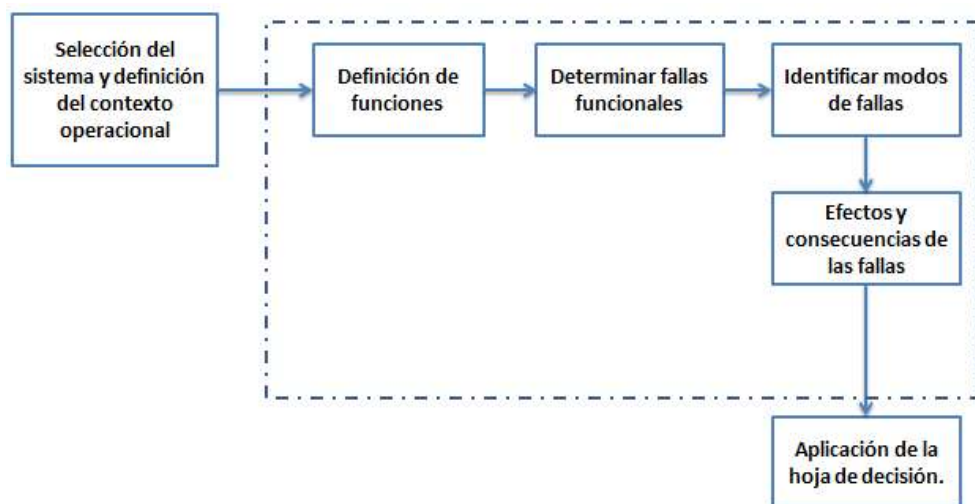 Selección del
sistema y definición
del contexto
operacional
Definición de
funciones
Determinar fallas
funcionales
Identificar modos
de fallas
Efectos y
consecuencias de
las fallas
Aplicación de la
hoja de decisión.